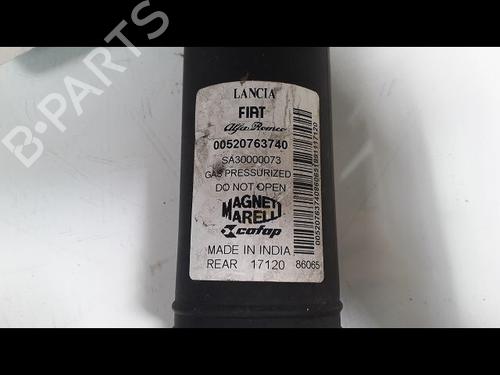 LANCIA
FIAT
Alfa Romeo
00520763740
SA30000073
GAS PRESSURIZED
DO NOT OPEN
MAGNETI
MARELLI
cofap
MADE IN INDIA
REAR 17120 86065
B-PARTS